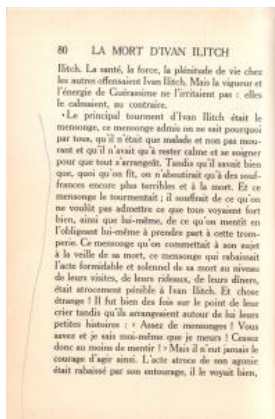 80 LA MORT D'IVAN ILITCH
Ilitch. La santé, la force, la plénitude de vie chez
les autres offensaient Ivan Ilitch. Mais la vigueur et
l'énergie de Guérassime ne l'irritaient pas : elles
le calmaient, au contraire.
Le principal tourment d'Ivan Ilitch était le
mensonge, ce mensonge admis on ne sait pourquoi
par tous, qu'il n'était que malade et non pas mou-
rant et qu'il n'avait qu'à rester calme et se soigner
pour que tout s'arrangeât. Tandis qu'il savait bien
que, quoi qu'on fît, on n'aboutirait qu'à des souf-
frances encore plus terribles et à la mort. Et ce
mensonge le tourmentait ; il souffrait de ce qu'on
ne voulût pas admettre ce que tous voyaient fort
bien, ainsi que lui-même, de ce qu'on mentît en
l'obligeant lui-même à prendre part à cette trom-
perie. Ce mensonge qu'on commettait à son sujet
à la veille de sa mort, ce mensonge qui rabaissait
l'acte formidable et solennel de sa mort au niveau
de leurs visites, de leurs rideaux, de leurs dîners,
était atrocement pénible à Ivan Ilitch. Et chose
étrange ! Il fut bien des fois sur le point de leur
crier tandis qu'ils arrangeaient autour de lui leurs
petites histoires : « Assez de mensonges ! Vous
savez et je sais moi-même que je meurs ! Cessez
donc au moins de mentir ! » Mais il n'eut jamais le
courage d'agir ainsi. L'acte atroce de son agonie
était rabaissé par son entourage, il le voyait bien,